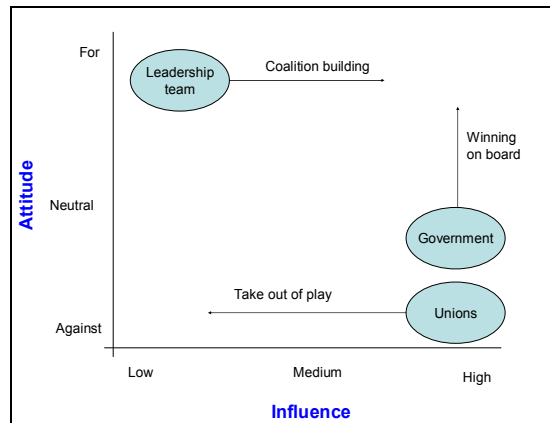 For
Leadership
team
Coalition building
Winning
on board
Attitude
Neutral
Government
Take out of play
Unions
Against
Low
Medium
High
Influence